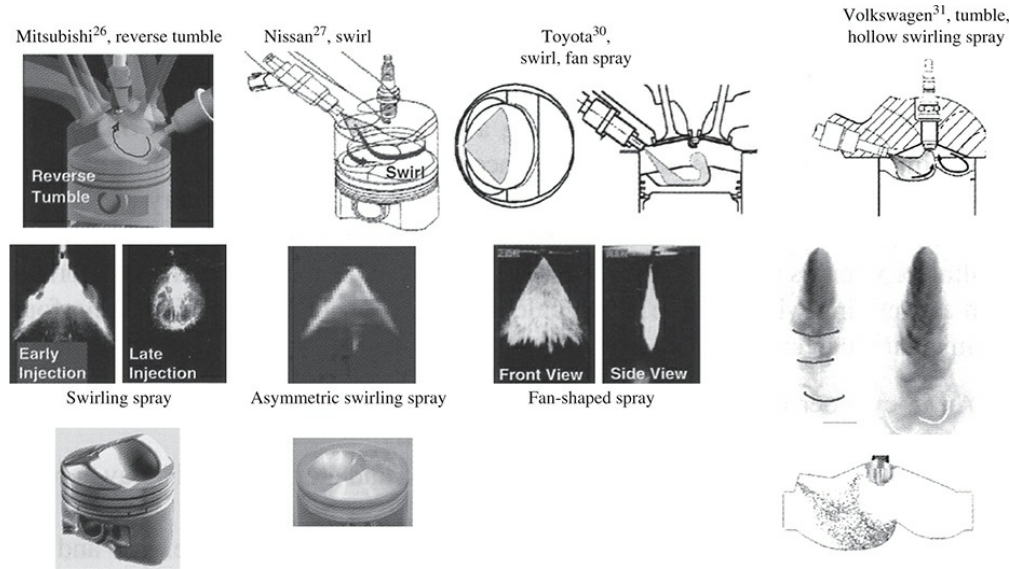 Mitsubishi26, reverse tumble
Nissan27, swirl
Toyota30,
swirl, fan spray
Volkswagen31, tumble,
hollow swirling spray
Reverse
Tumble
Swirl
Early
Injection
Late
Injection
Front View
Side View
Swirling spray
Asymmetric swirling spray
Fan-shaped spray